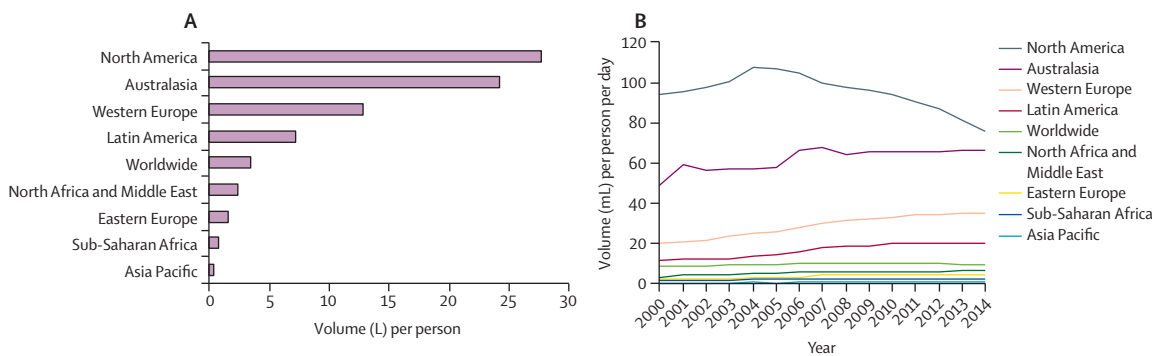 A
North America
Australasia
Western Europe
Latin America
Worldwide
North Africa and Middle East
Eastern Europe
Sub-Saharan Africa
Asia Pacific
0 5 10 15 20 25 30
Volume (L) per person
B
Volume (mL) per person per day
120
100
80
60
40
20
0
2000 2001 2002 2003 2004 2005 2006 2007 2008 2009 2010 2011 2012 2013 2014
Year
North America
Australasia
Western Europe
Latin America
Worldwide
North Africa and
Middle East
Eastern Europe
Sub-Saharan Africa
Asia Pacific